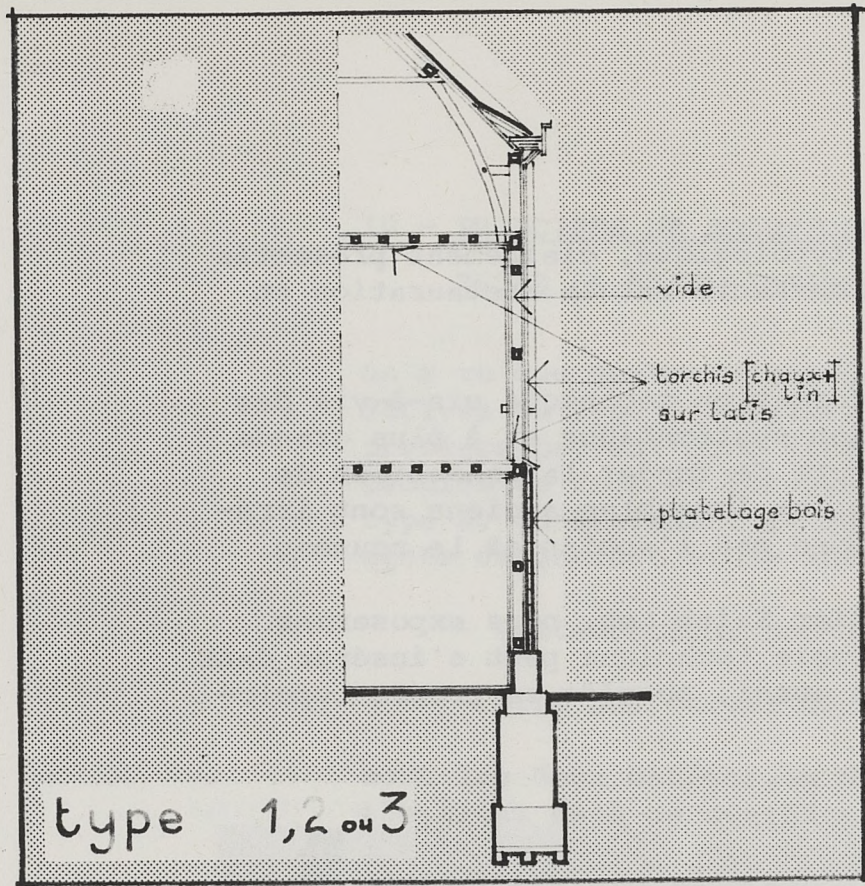 vide
torchis [chaux+
lin]
sur latis
platelage bois
type 1,2 ou 3